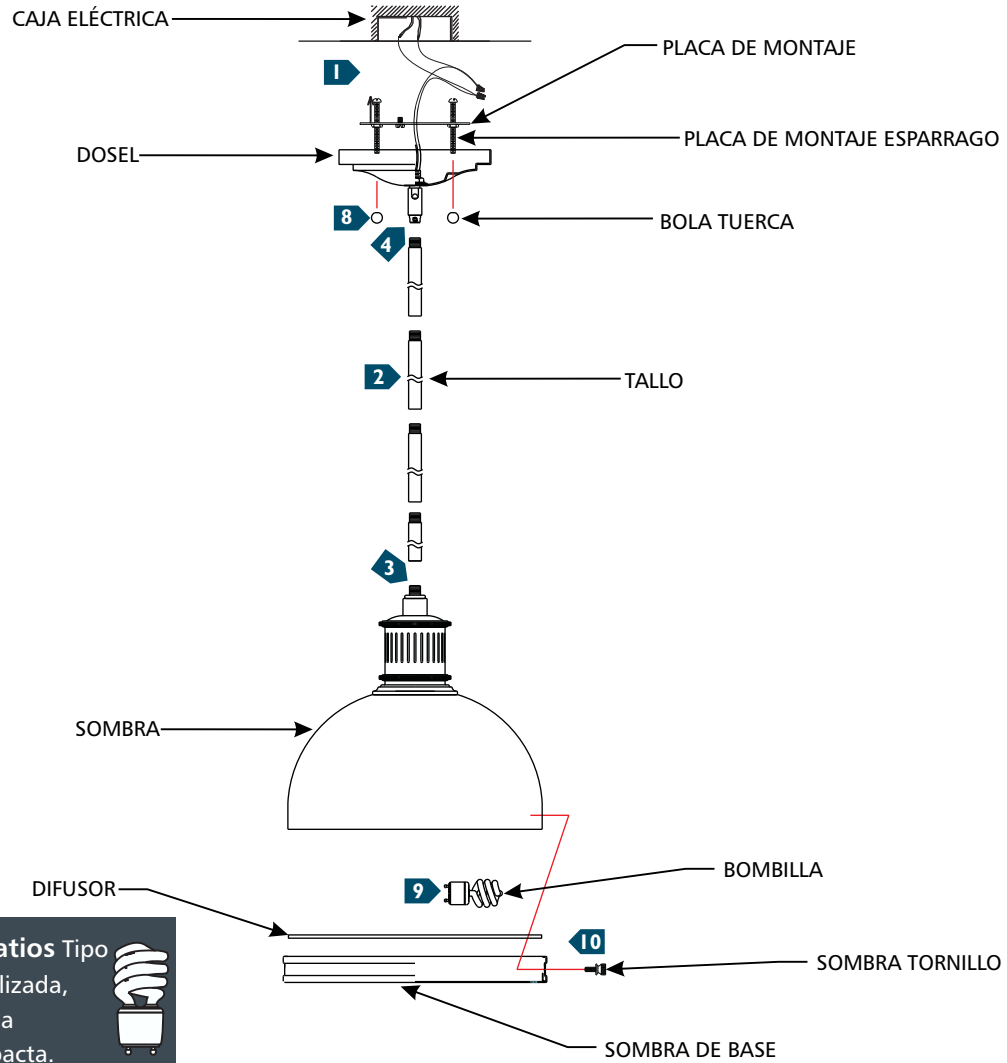 CAJA ELÉCTRICA
PLACA DE MONTAJE
1
PLACA DE MONTAJE ESPARRAGO
DOSEL
8
BOLA TUERCA
4
2
TALLO
3
SOMBRA
BOMBILLA
DIFUSOR
9
atios Tipo
10
SOMBRA TORNILLO
lizada,
a
pacta.
SOMBRA DE BASE